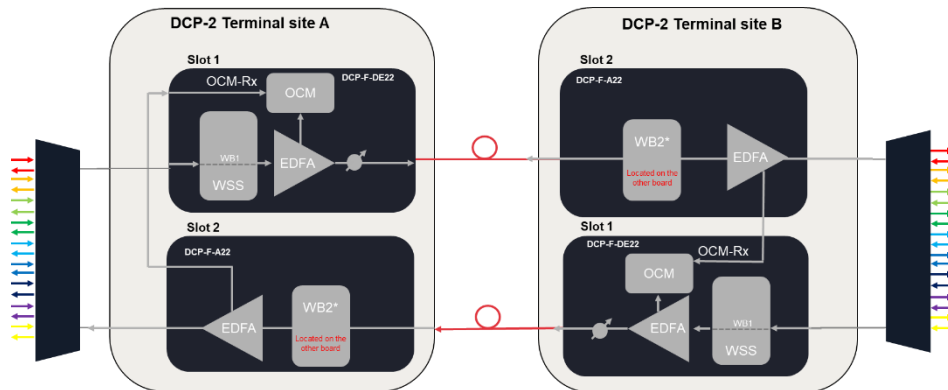 DCP-2 Terminal site A
Slot 1
DCP-F-DE22
OCM-Rx
OCM
WB1
WSS
EDFA
Slot 2
DCP-F-A22
EDFA
WB2*
Located on the
other board
DCP-2 Terminal site B
Slot 2
DCP-F-A22
WB2*
Located on the
other board
EDFA
Slot 1
DCP-F-DE22
OCM-Rx
OCM
EDFA
WB1
WSS